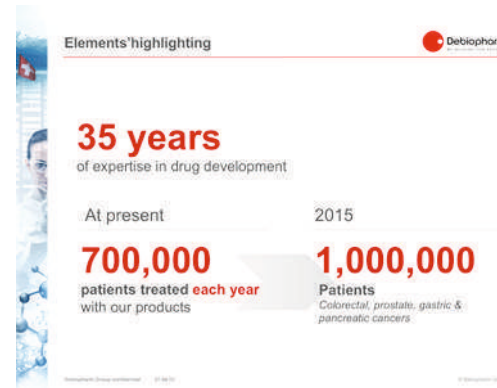 Elements'highlighting
Debiophar
35 years
of expertise in drug development
At present
2015
700,000
1,000,000
patients treated each year
with our products
Patients
Colorectal, prostate, gastric &
pancreatic cancers